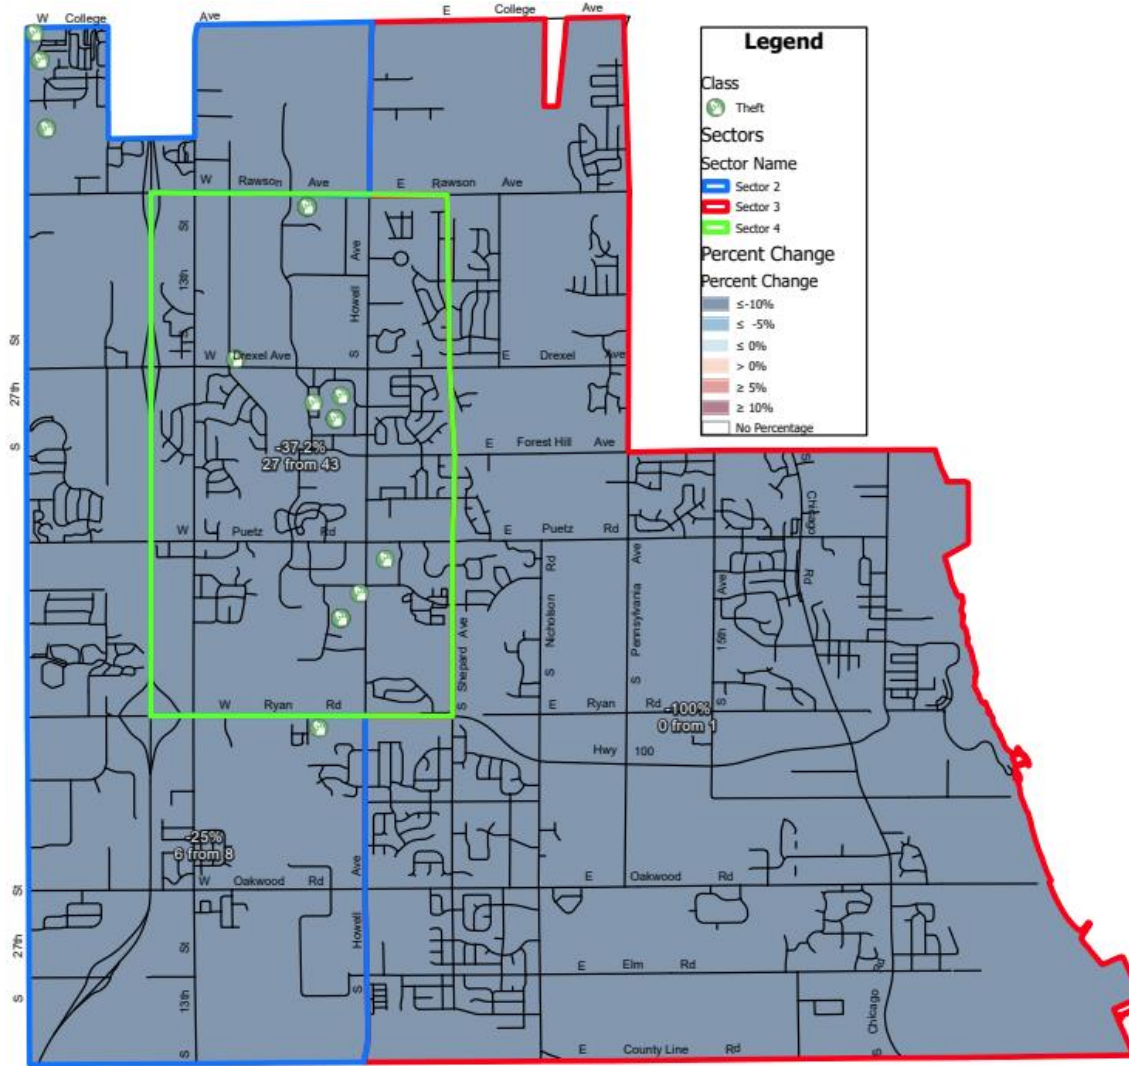 W College Ave
E College Ave
Legend
Class
Theft
Sectors
Sector Name
Sector 2
Sector 3
Sector 4
Percent Change
Percent Change
≤-10%
≤ -5%
≤ 0%
> 0%
≥ 5%
≥ 10%
No Percentage
W Rawson Ave
E Rawson Ave
S 13th St
S Howell Ave
S 27th St
W Drexel Ave
E Drexel Ave
-37.2%
27 from 43
E Forest Hill Ave
W Puetz Rd
E Puetz Rd
Chicago Rd
S
S Shepard Ave
S Nicholson Rd
S Pennsylvania Ave
S 15th Ave
W Ryan Rd
E Ryan Rd
-100%
0 from 1
Hwy 100
-25%
6 from 8
W Oakwood Rd
E Oakwood Rd
S 27th St
S 13th St
S Howell Ave
E Elm Rd
S Chicago Rd
E County Line Rd